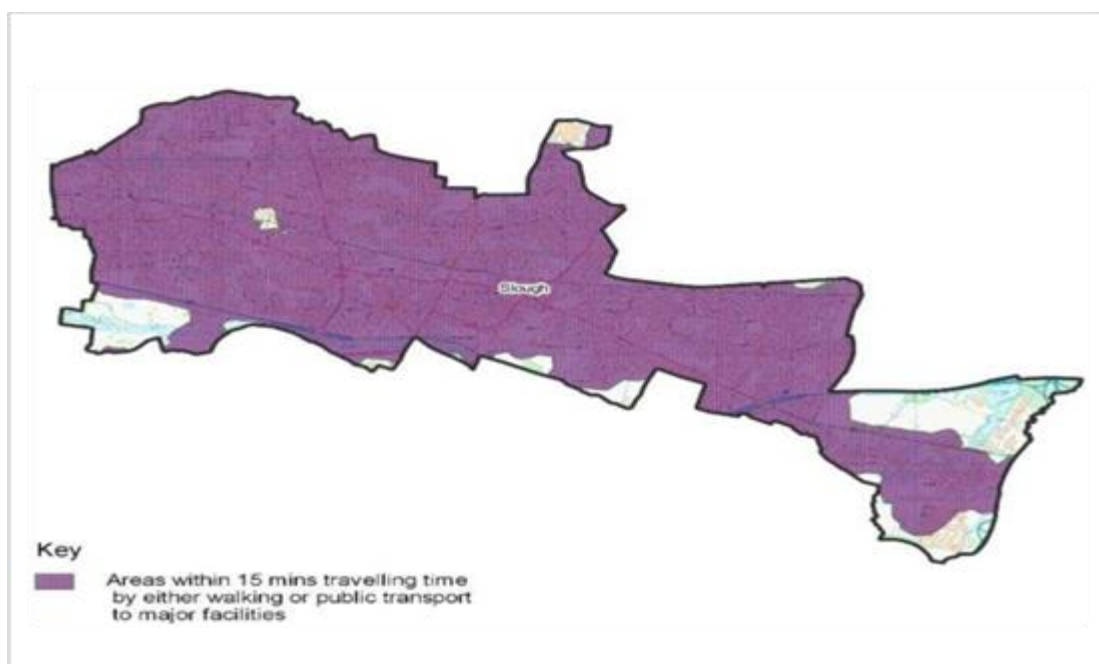 Slough
Key
Areas within 15 mins travelling time
by either walking or public transport
to major facilities